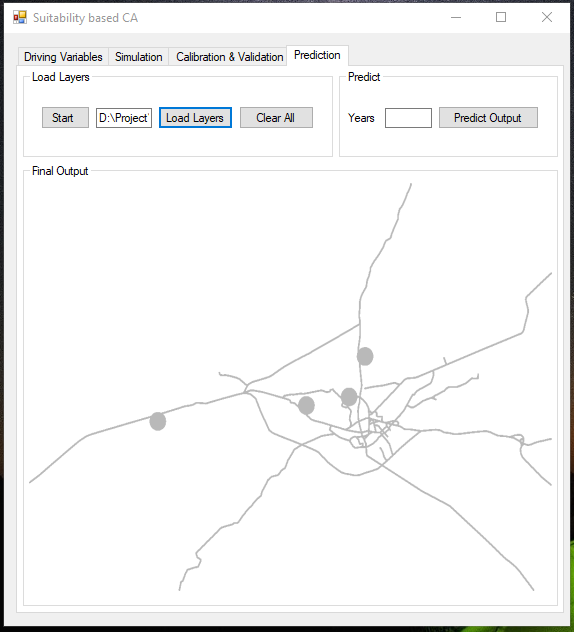 Suitability based CA
Driving Variables Simulation Calibration & Validation Prediction
Load Layers Predict
Start D:\Project' Load Layers Clear All Years Predict Output
Final Output